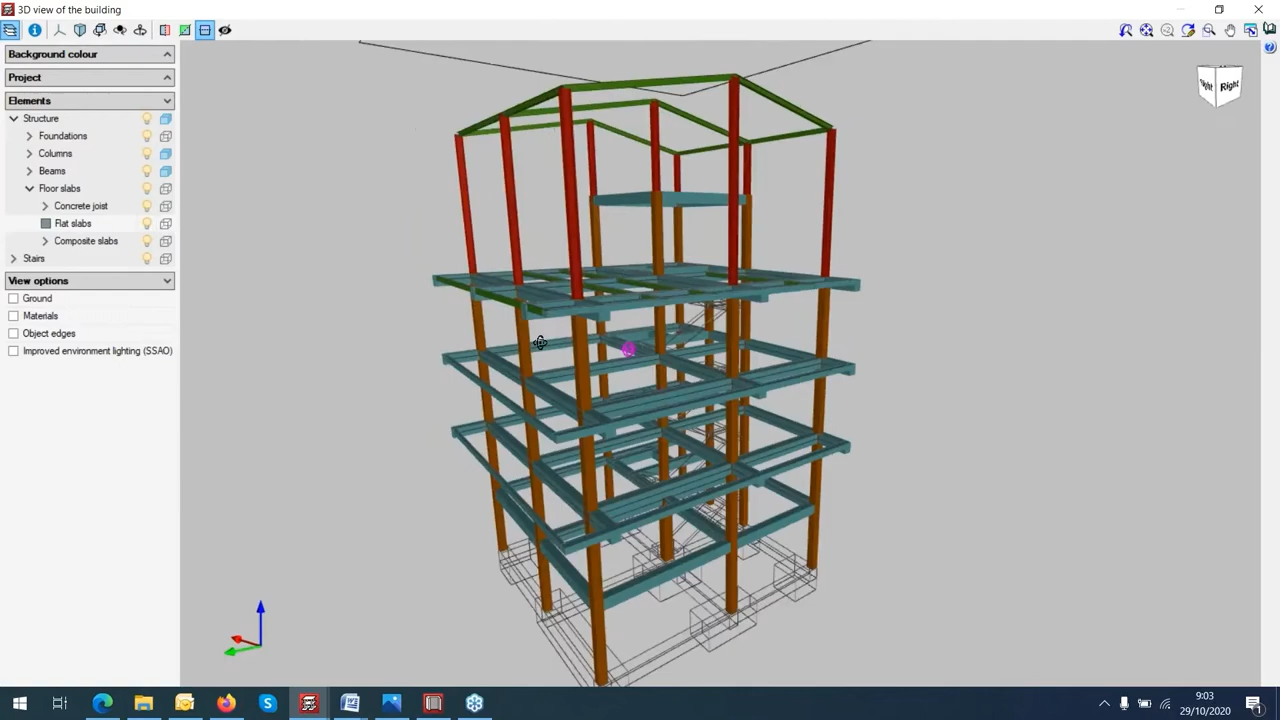 3D view of the building
Background colour
Project
Elements
Structure
Foundations
Columns
Beams
Floor slabs
Concrete joist
Flat slabs
Composite slabs
Stairs
View options
Ground
Materials
Object edges
Improved environment lighting (SSAO)
Right
9:03
29/10/2020
1